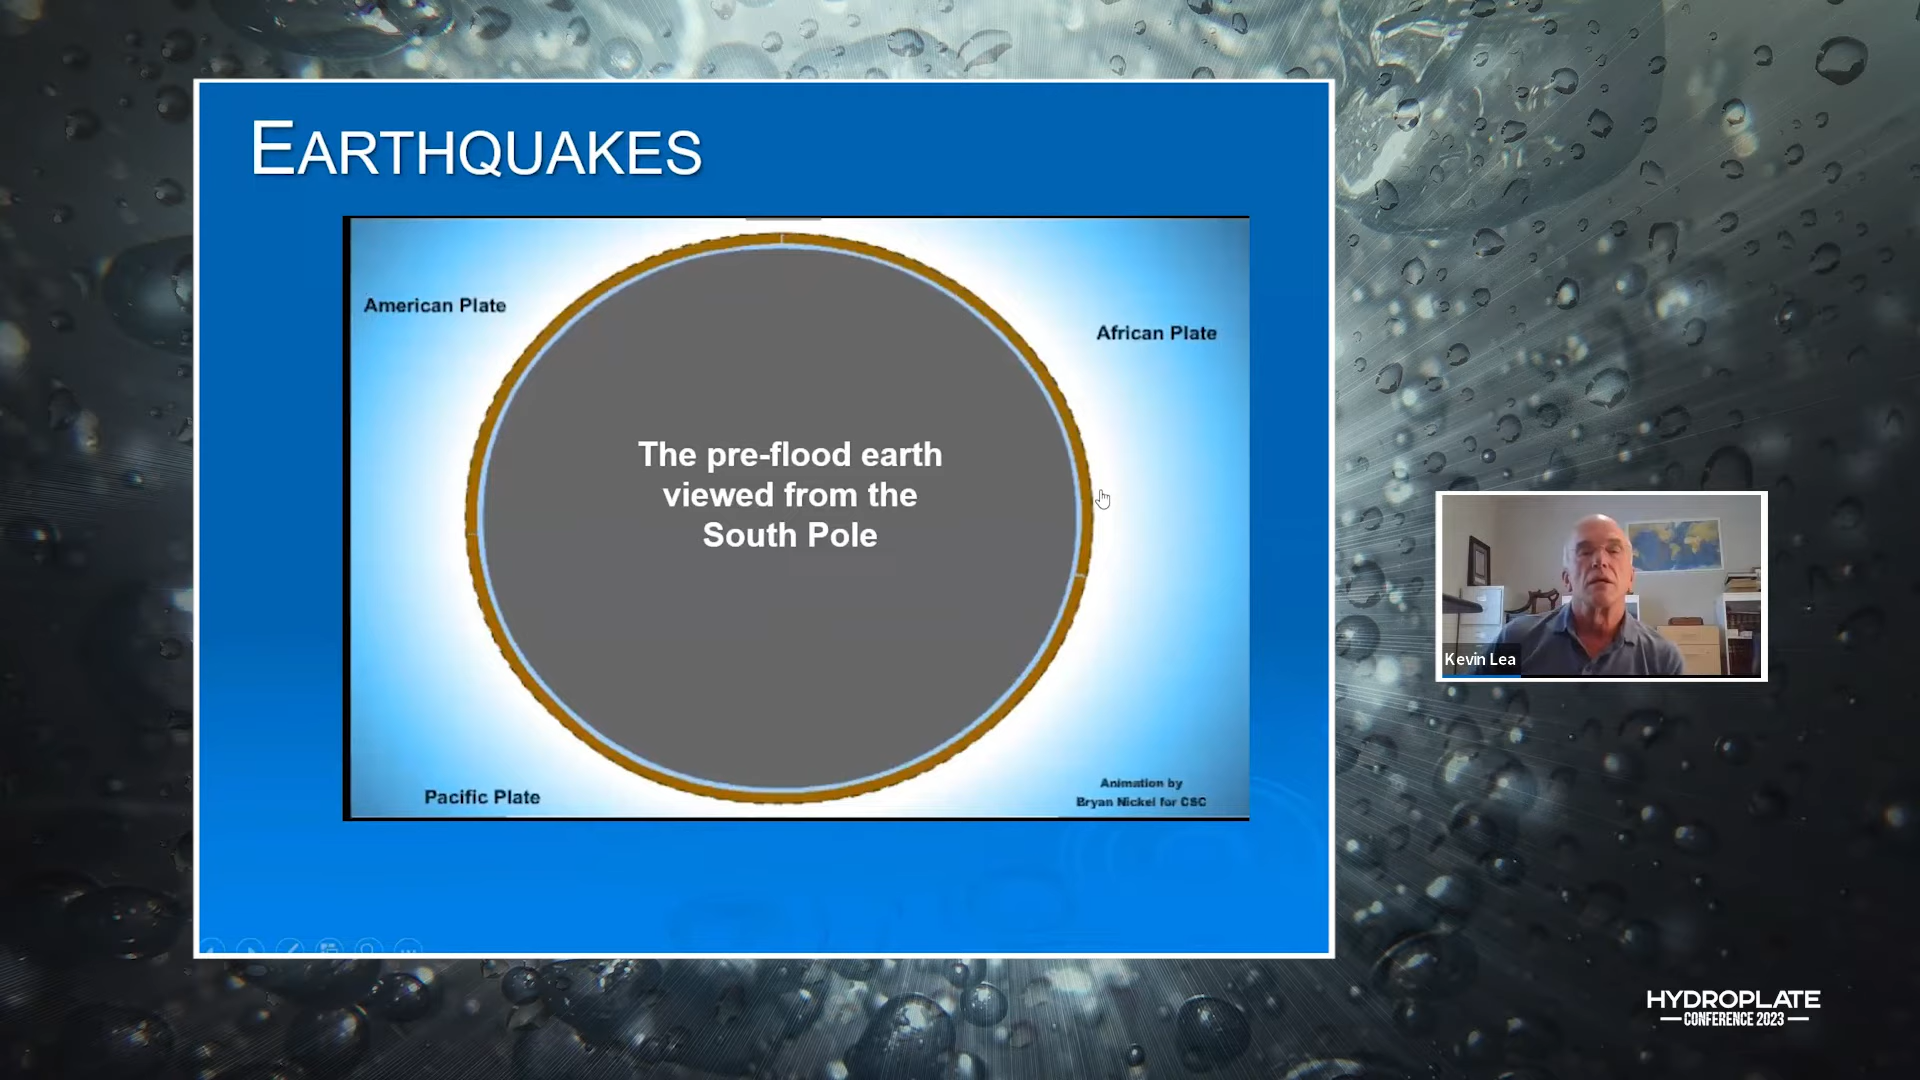 EARTHQUAKES
American Plate
African Plate
The pre-flood earth
viewed from the
South Pole
Pacific Plate
Animation by
Bryan Nickel for CSC
Kevin Lea
HYDROPLATE
CONFERENCE 2023